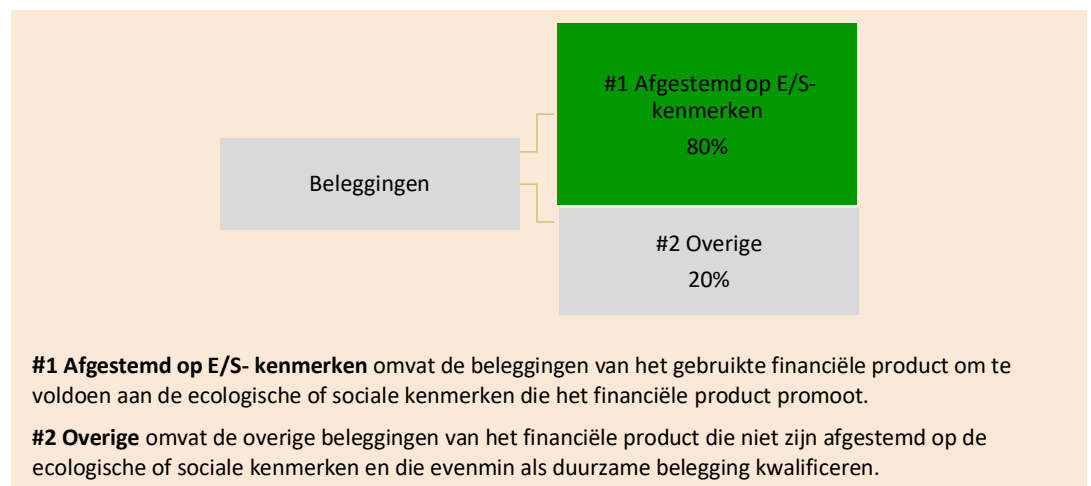 #1 Afgestemd op E/S-
kenmerken
80%
Beleggingen
#2 Overige
20%
#1 Afgestemd op E/S- kenmerken omvat de beleggingen van het gebruikte financiële product om te
voldoen aan de ecologische of sociale kenmerken die het financiële product promoot.
#2 Overige omvat de overige beleggingen van het financiële product die niet zijn afgestemd op de
ecologische of sociale kenmerken en die evenmin als duurzame belegging kwalificeren.